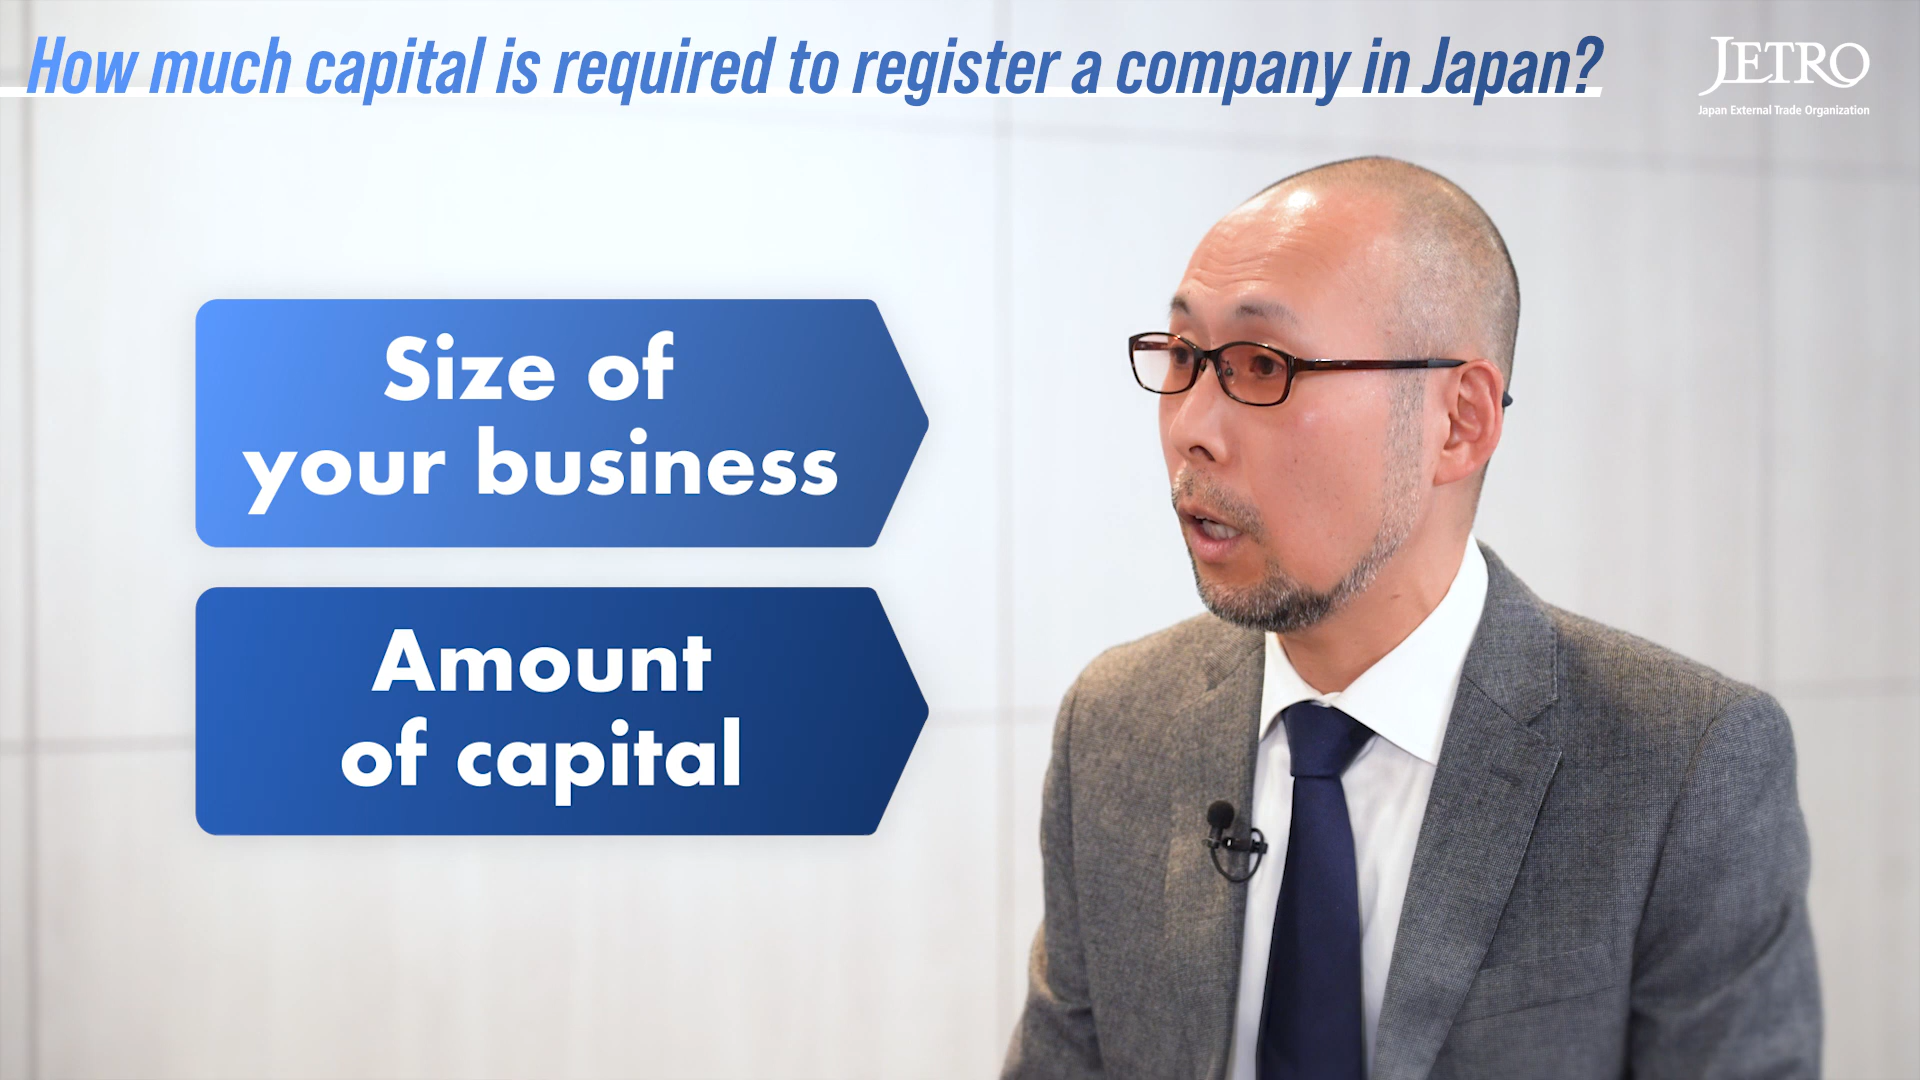 How much capital is required to register a company in Japan?
JETRO
Japan External Trade Organization
Size of
your business
Amount
of capital